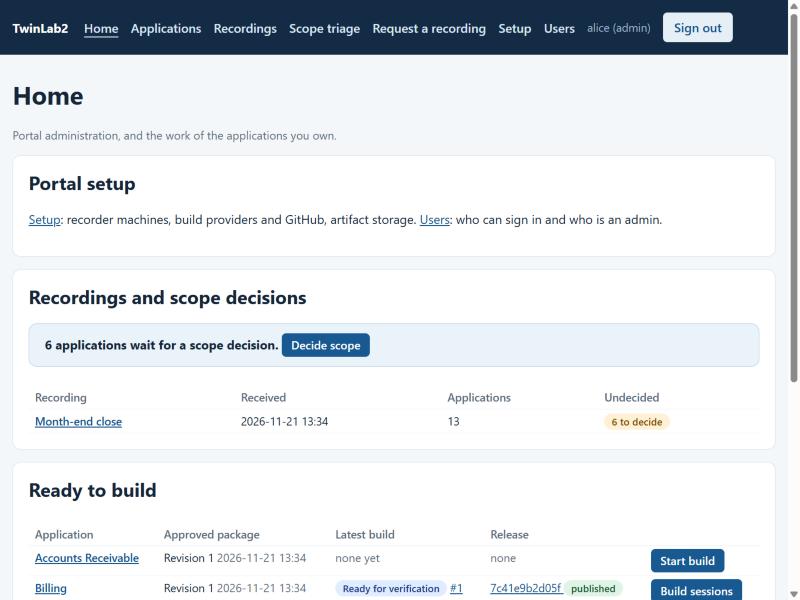 TwinLab2 Home Applications Recordings Scope triage Request a recording Setup Users alice (admin) Sign out
Home
Portal administration, and the work of the applications you own.
Portal setup
Setup: recorder machines, build providers and GitHub, artifact storage. Users: who can sign in and who is an admin.
Recordings and scope decisions
6 applications wait for a scope decision. Decide scope
Recording Received Applications Undecided
Month-end close 2026-11-21 13:34 13 6 to decide
Ready to build
Application Approved package Latest build Release
Accounts Receivable Revision 1 2026-11-21 13:34 none yet none Start build
Billing Revision 1 2026-11-21 13:34 Ready for verification #1 7c41e9b2d05f published Build sessions